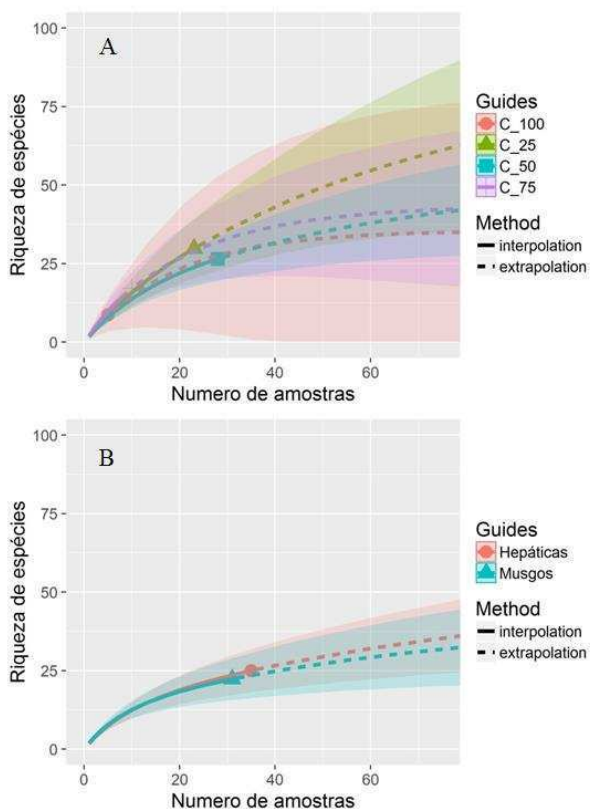 A
100
75
50
25
0
Riqueza de espécies
0
20
40
60
Numero de amostras
Guides
C_100
C_25
C_50
C_75
Method
interpolation
extrapolation
B
100
75
50
25
0
Riqueza de espécies
0
20
40
60
Numero de amostras
Guides
Hepáticas
Musgos
Method
interpolation
extrapolation